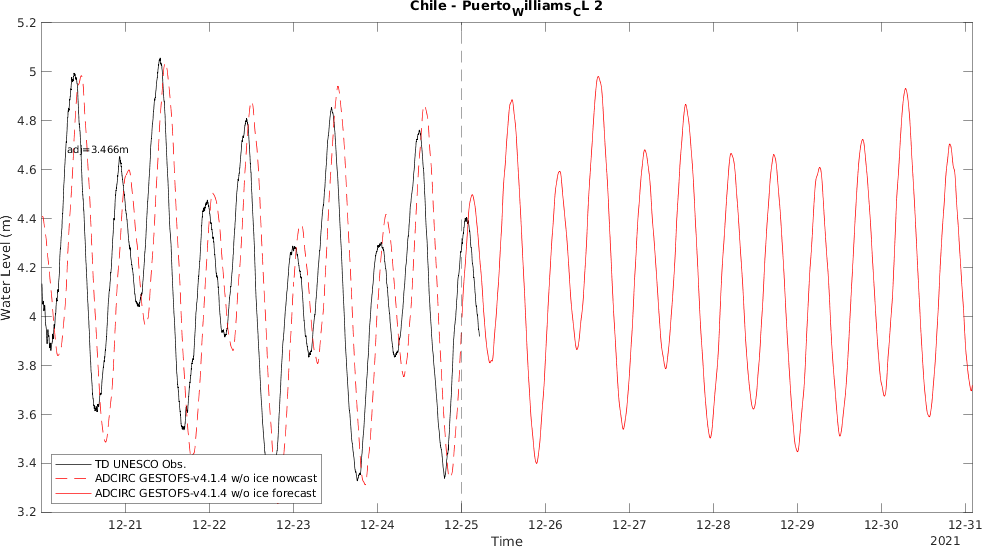 Chile - PuertoWilliamsCL 2
5.2
5
4.8
4.6
4.4
4.2
4
3.8
3.6
3.4
3.2
Water Level (m)
adj=3.466m
TD UNESCO Obs.
ADCIRC GESTOFS-v4.1.4 w/o ice nowcast
ADCIRC GESTOFS-v4.1.4 w/o ice forecast
12-21 12-22 12-23 12-24 12-25 12-26 12-27 12-28 12-29 12-30 12-31
Time
2021